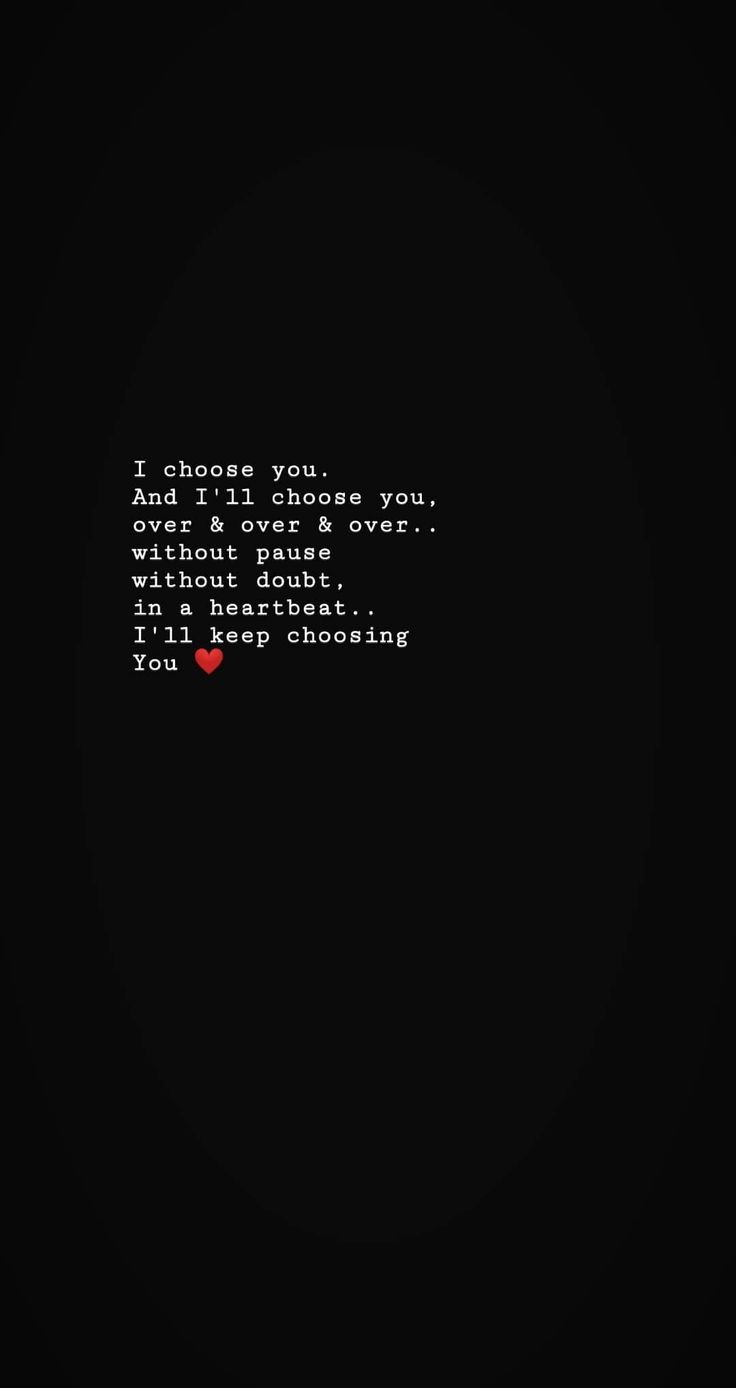 I choose you.
And I'll choose you,
over & over & over..
without pause
without doubt,
in a heartbeat..
I'll keep choosing
You ❤️